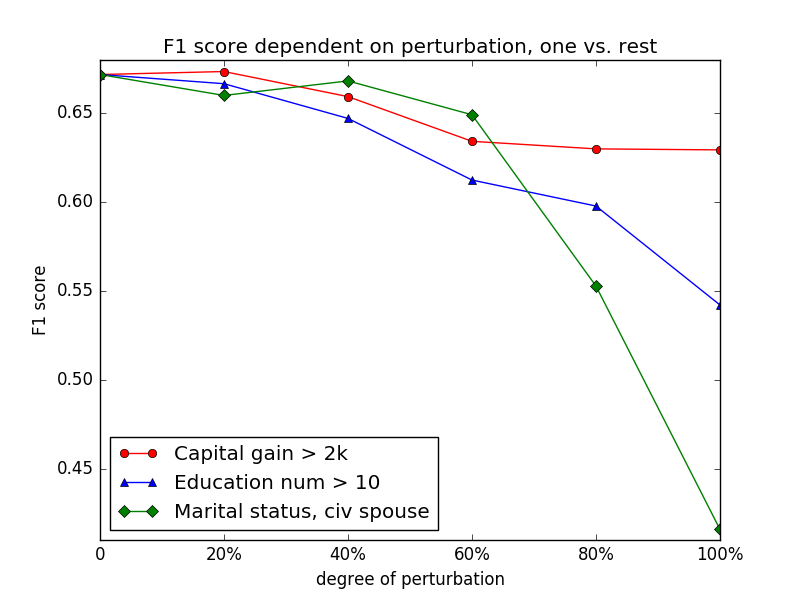 F1 score dependent on perturbation, one vs. rest
0.65
0.60
0.55
0.50
0.45
F1 score
Capital gain > 2k
Education num > 10
Marital status, civ spouse
0 20% 40% 60% 80% 100%
degree of perturbation